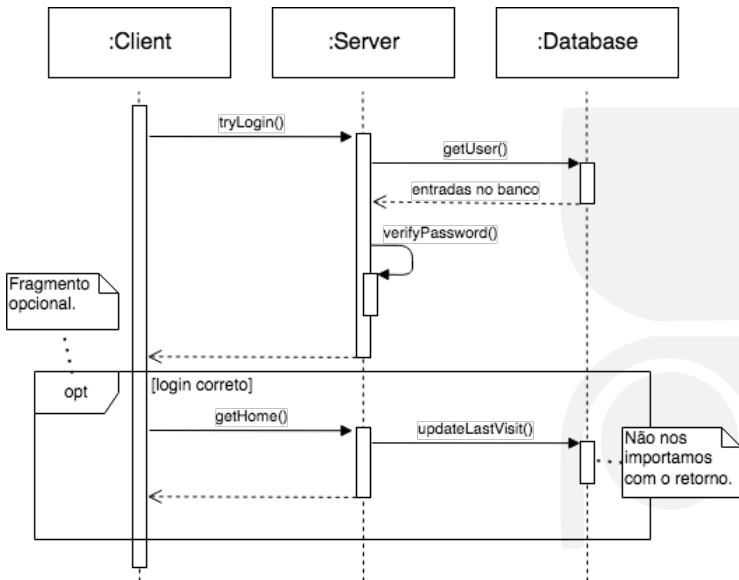 :Client
:Server
:Database
tryLogin()
getUser()
entradas no banco
verifyPassword()
Fragmento
opcional.
opt
[login correto]
getHome()
updateLastVisit()
Não nos
importamos
com o retorno.